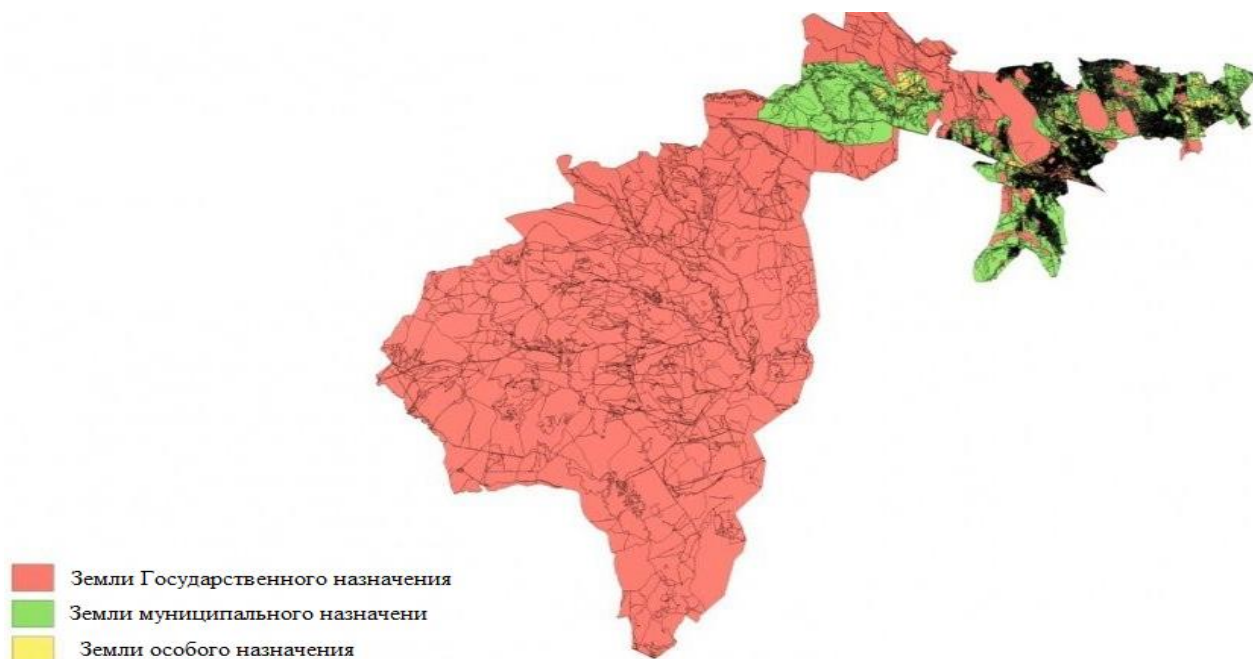 Земли Государственного назначения
Земли муниципального назначени
Земли особого назначения